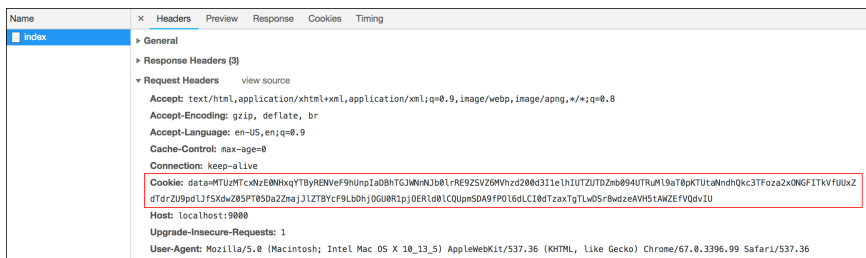 Name
× Headers Preview Response Cookies Timing
index
▸ General
▸ Response Headers (3)
▾ Request Headers view source
Accept: text/html,application/xhtml+xml,application/xml;q=0.9,image/webp,image/apng,*/*;q=0.8
Accept-Encoding: gzip, deflate, br
Accept-Language: en-US,en;q=0.9
Cache-Control: max-age=0
Connection: keep-alive
Cookie:
Host: localhost:9000
Upgrade-Insecure-Requests: 1
User-Agent: Mozilla/5.0 (Macintosh; Intel Mac OS X 10_13_5) AppleWebKit/537.36 (KHTML, like Gecko) Chrome/67.0.3396.99 Safari/537.36